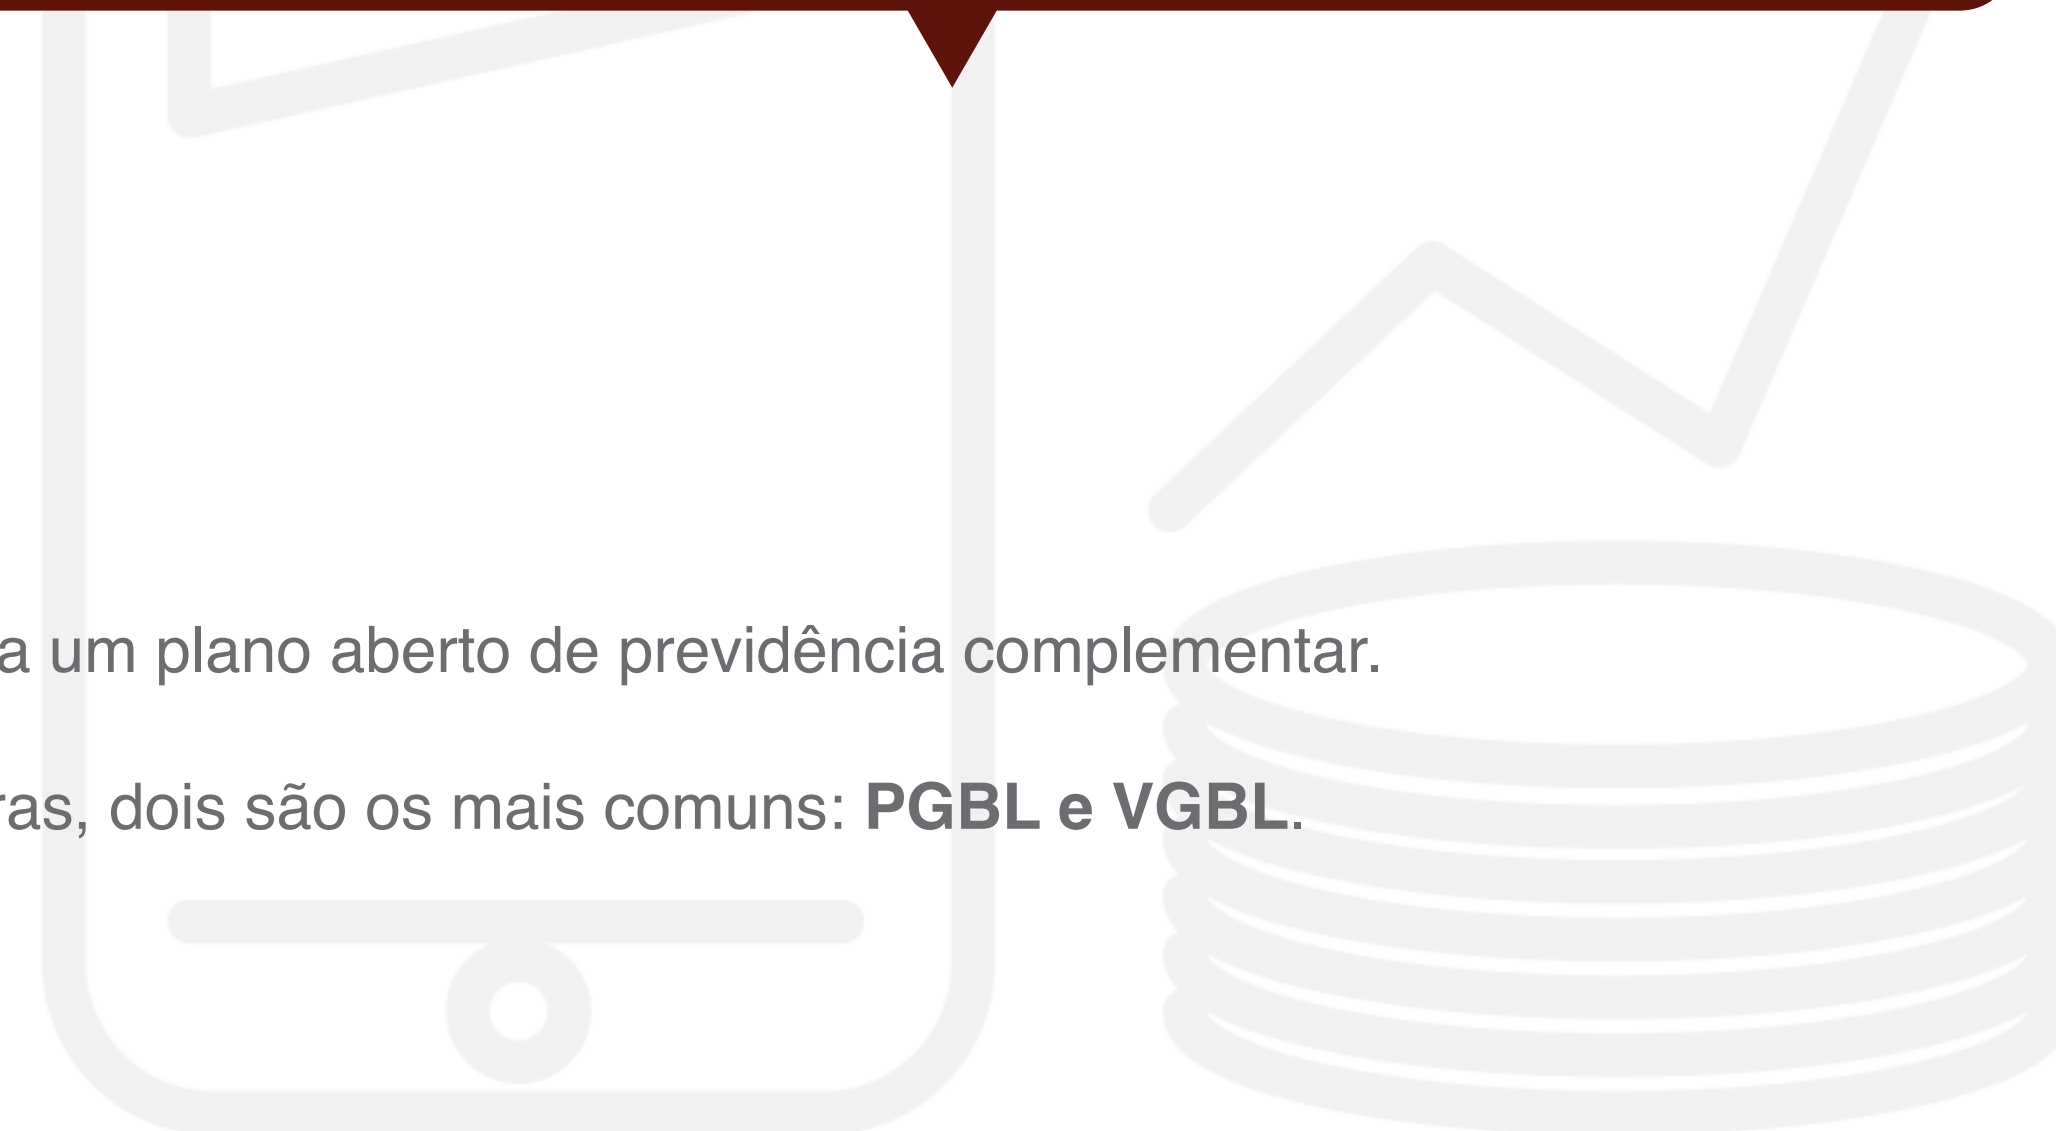 a um plano aberto de previdência complementar.
ras, dois são os mais comuns: PGBL e VGBL.